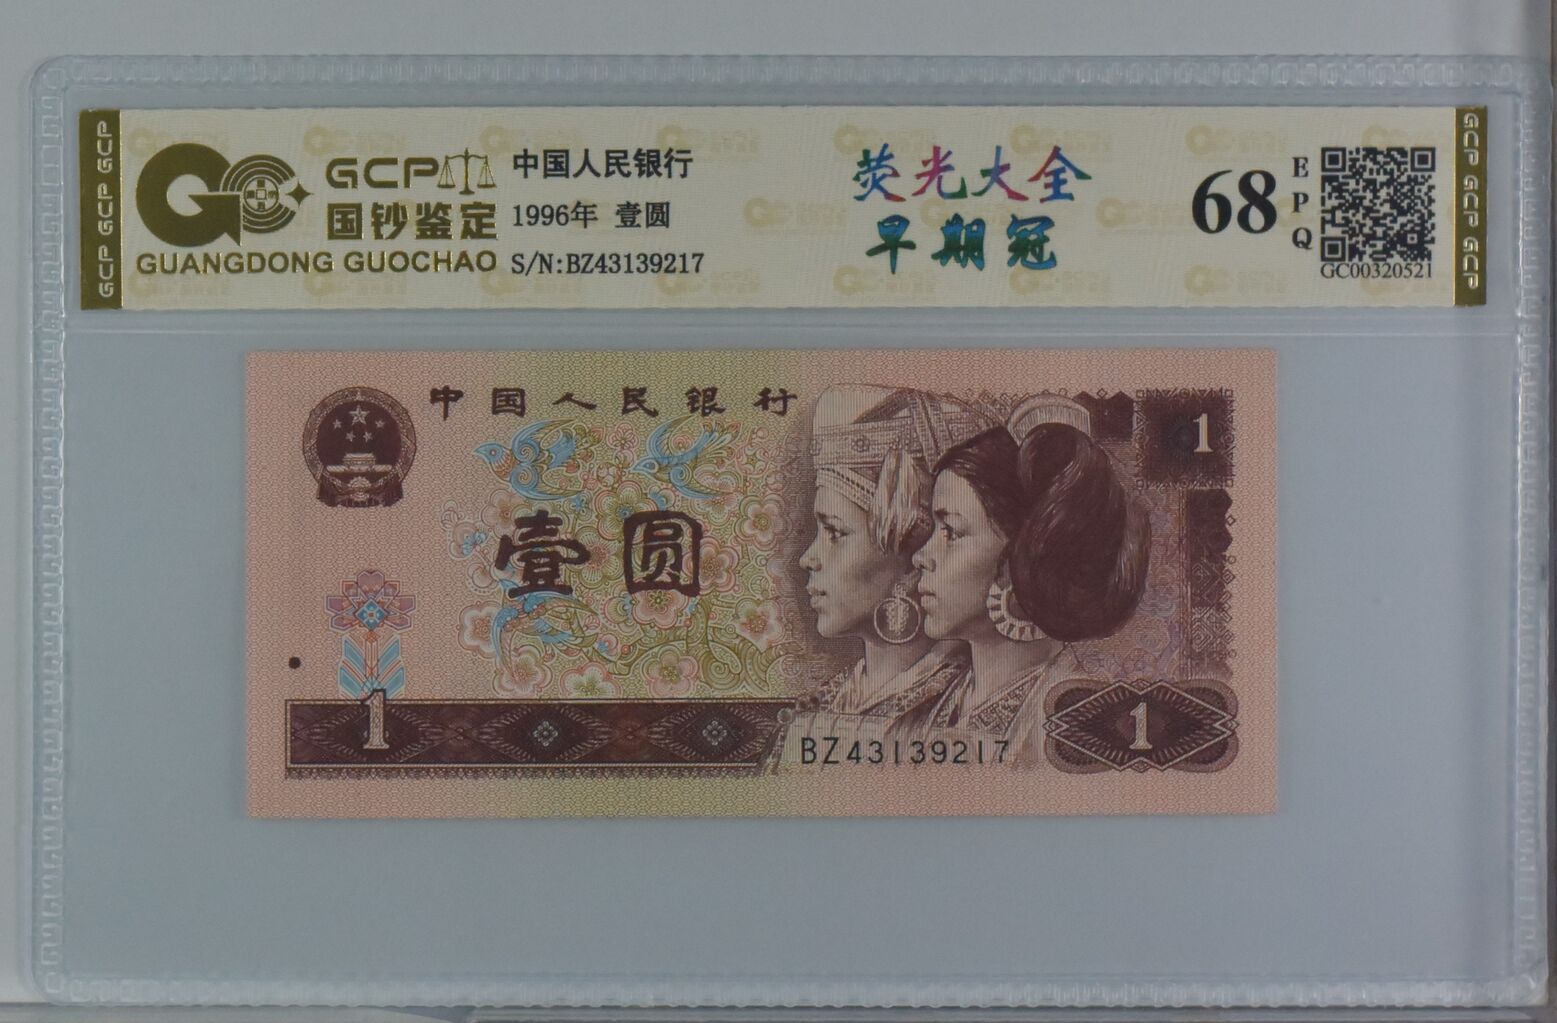 GCP GCP GCP
GCP
国钞鉴定
GUANGDONG GUOCHAO
中国人民银行
1996年 壹圆
S/N:BZ43139217
荧光大全
早期冠
68
EPQ
GC00320521
GCP GCP GCP
中国人民银行
1
壹圆
1
BZ43139217
1